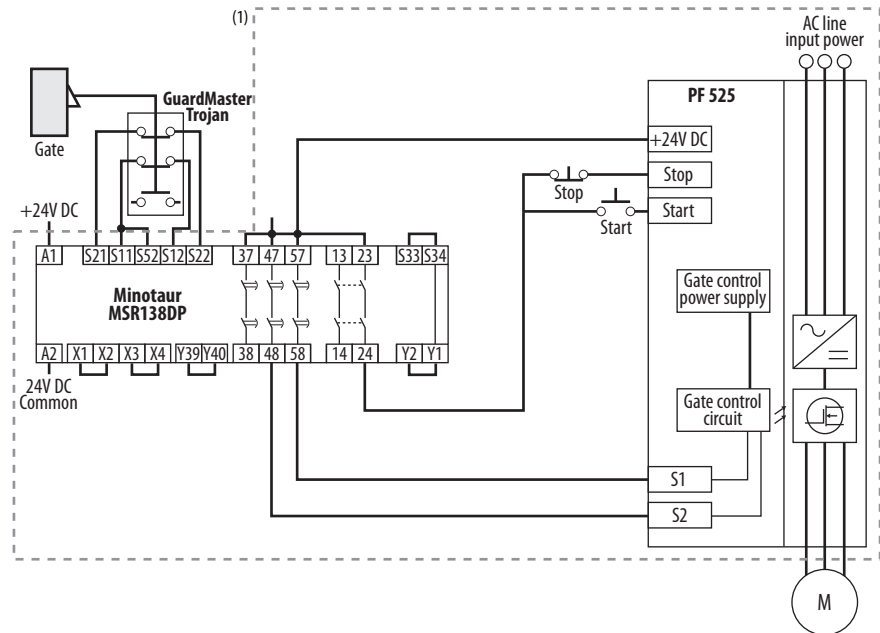 (1)
AC line
input power
GuardMaster
Trojan
PF 525
Gate
+24V DC
Stop
Stop
Start
Start
+24V DC
A1 S21 S11 S52 S12 S22 37 47 57 13 23 S33 S34
Minotaur
MSR138DP
Gate control
power supply
A2 X1 X2 X3 X4 Y39 Y40 38 48 58 14 24 Y2 Y1
24V DC
Common
Gate control
circuit
S1
S2
M